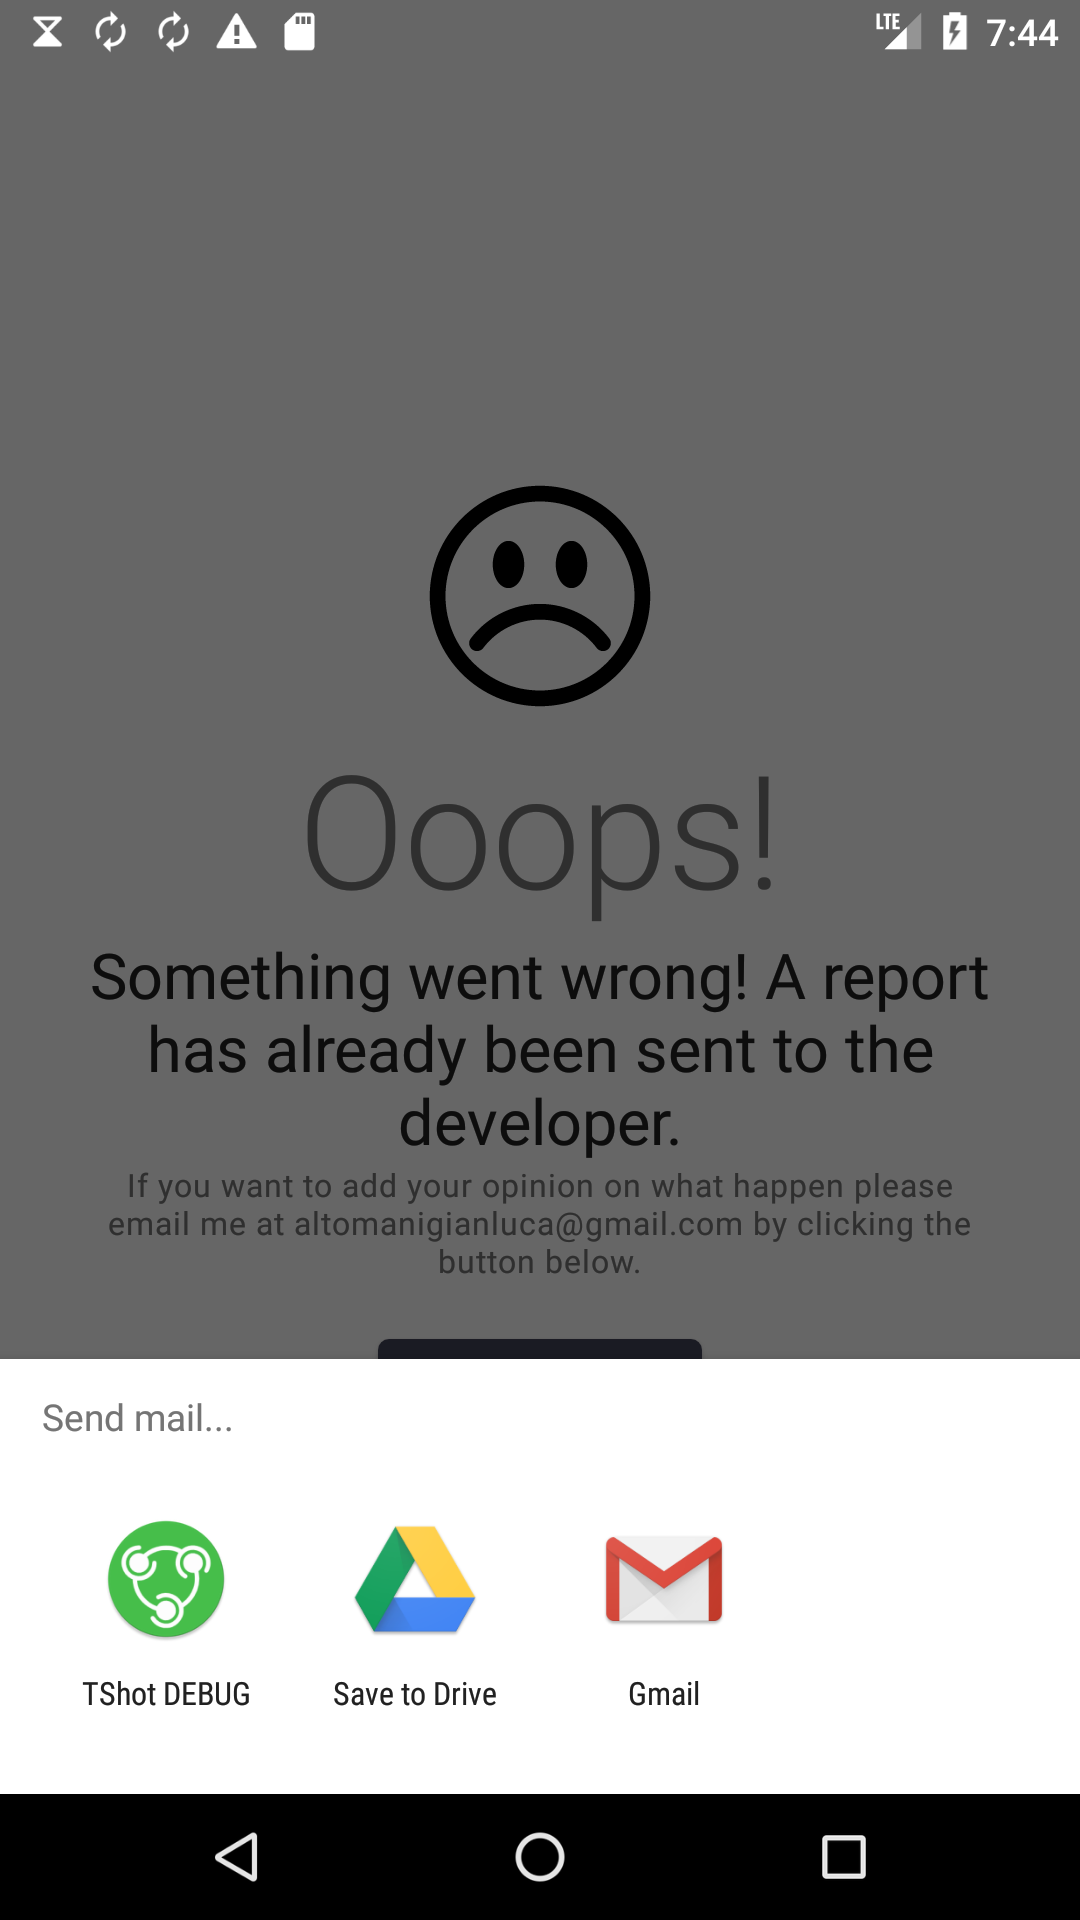 LTE 7:44
Ooops!
Something went wrong! A report
has already been sent to the
developer.
If you want to add your opinion on what happen please
email me at altomanigianluca@gmail.com by clicking the
button below.
Send mail...
TShot DEBUG
Save to Drive
Gmail